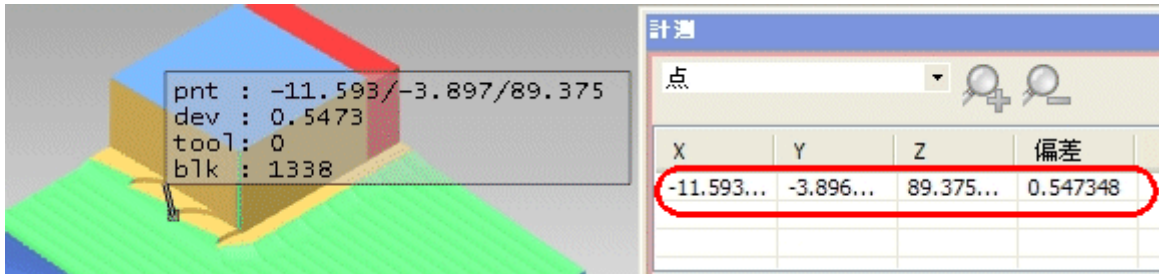 pnt : -11.593/-3.897/89.375
dev : 0.5473
tool: 0
blk : 1338
計測
点
X Y Z 偏差
-11.593... -3.896... 89.375... 0.547348